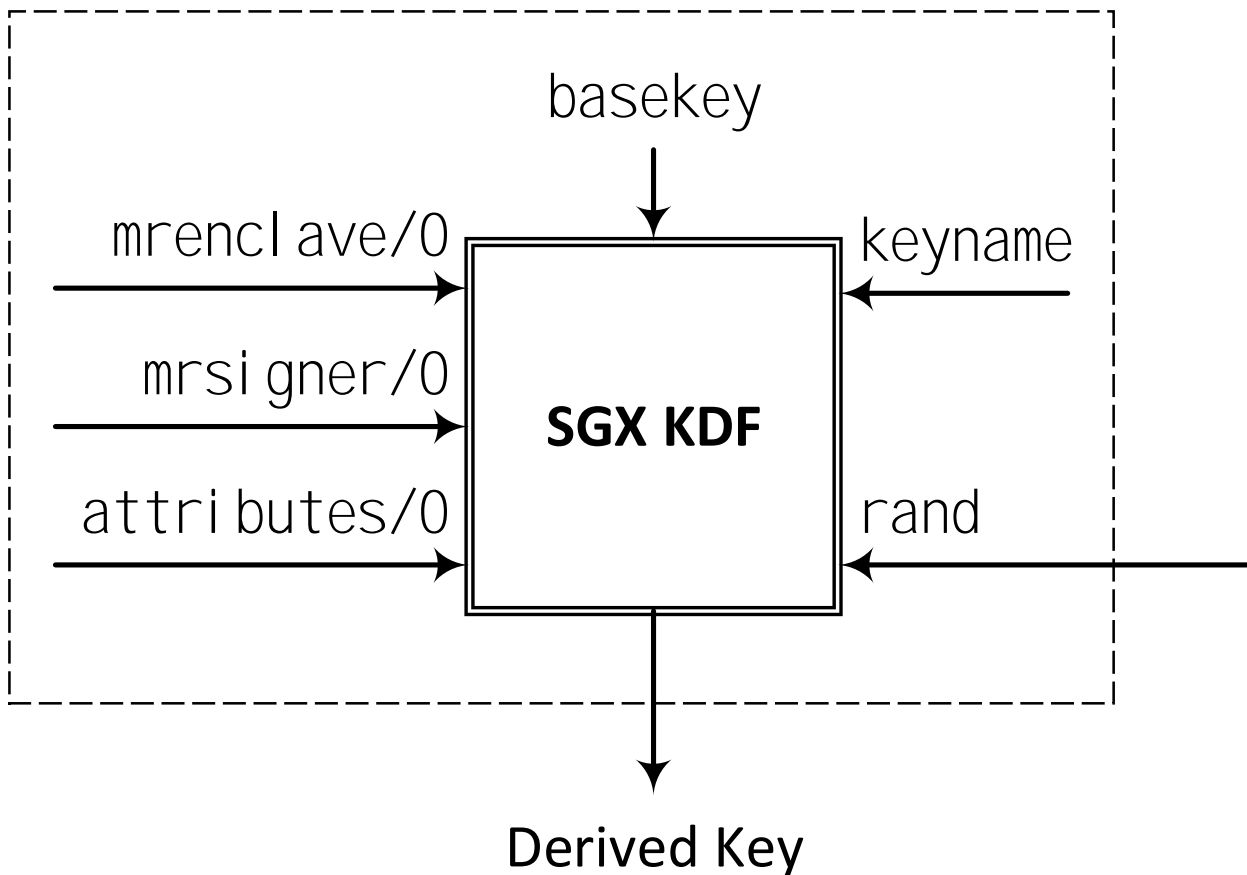 basekey
mrenclave/0
keyname
mrsigner/0
SGX KDF
attributes/0
rand
Derived Key